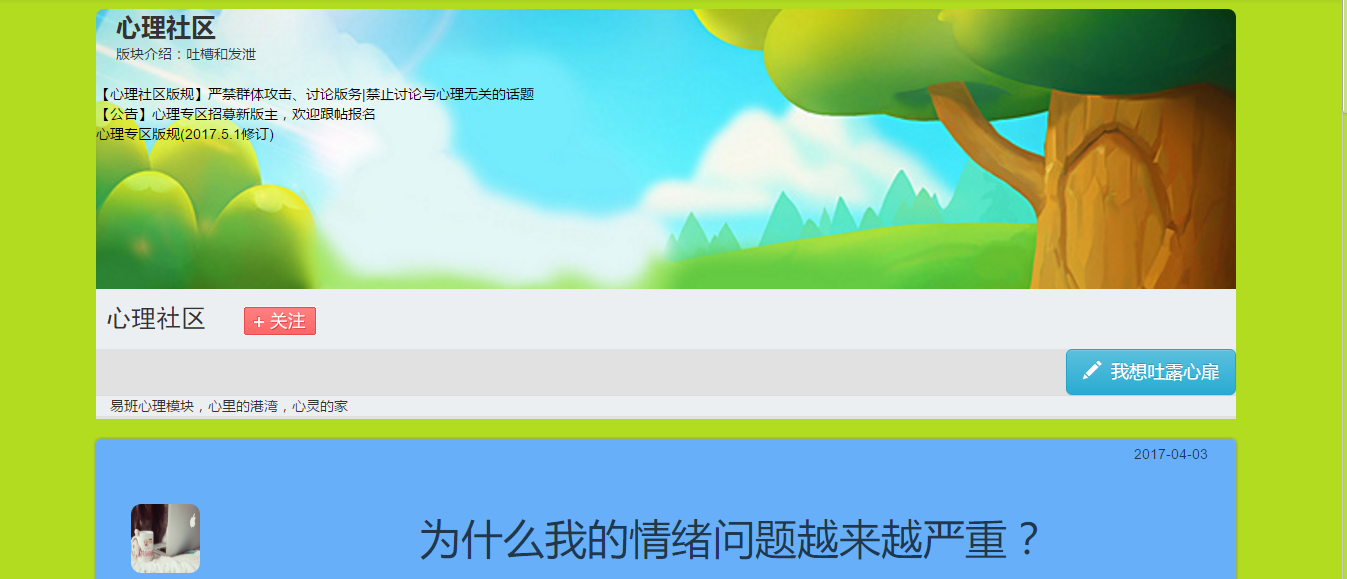 心理社区
版块介绍：吐槽和发泄
【心理社区版规】严禁群体攻击、讨论版务|禁止讨论与心理无关的话题
【公告】心理专区招募新版主，欢迎跟帖报名
心理专区版规(2017.5.1修订)
心理社区
+ 关注
我想吐露心扉
易班心理模块，心里的港湾，心灵的家
2017-04-03
为什么我的情绪问题越来越严重？